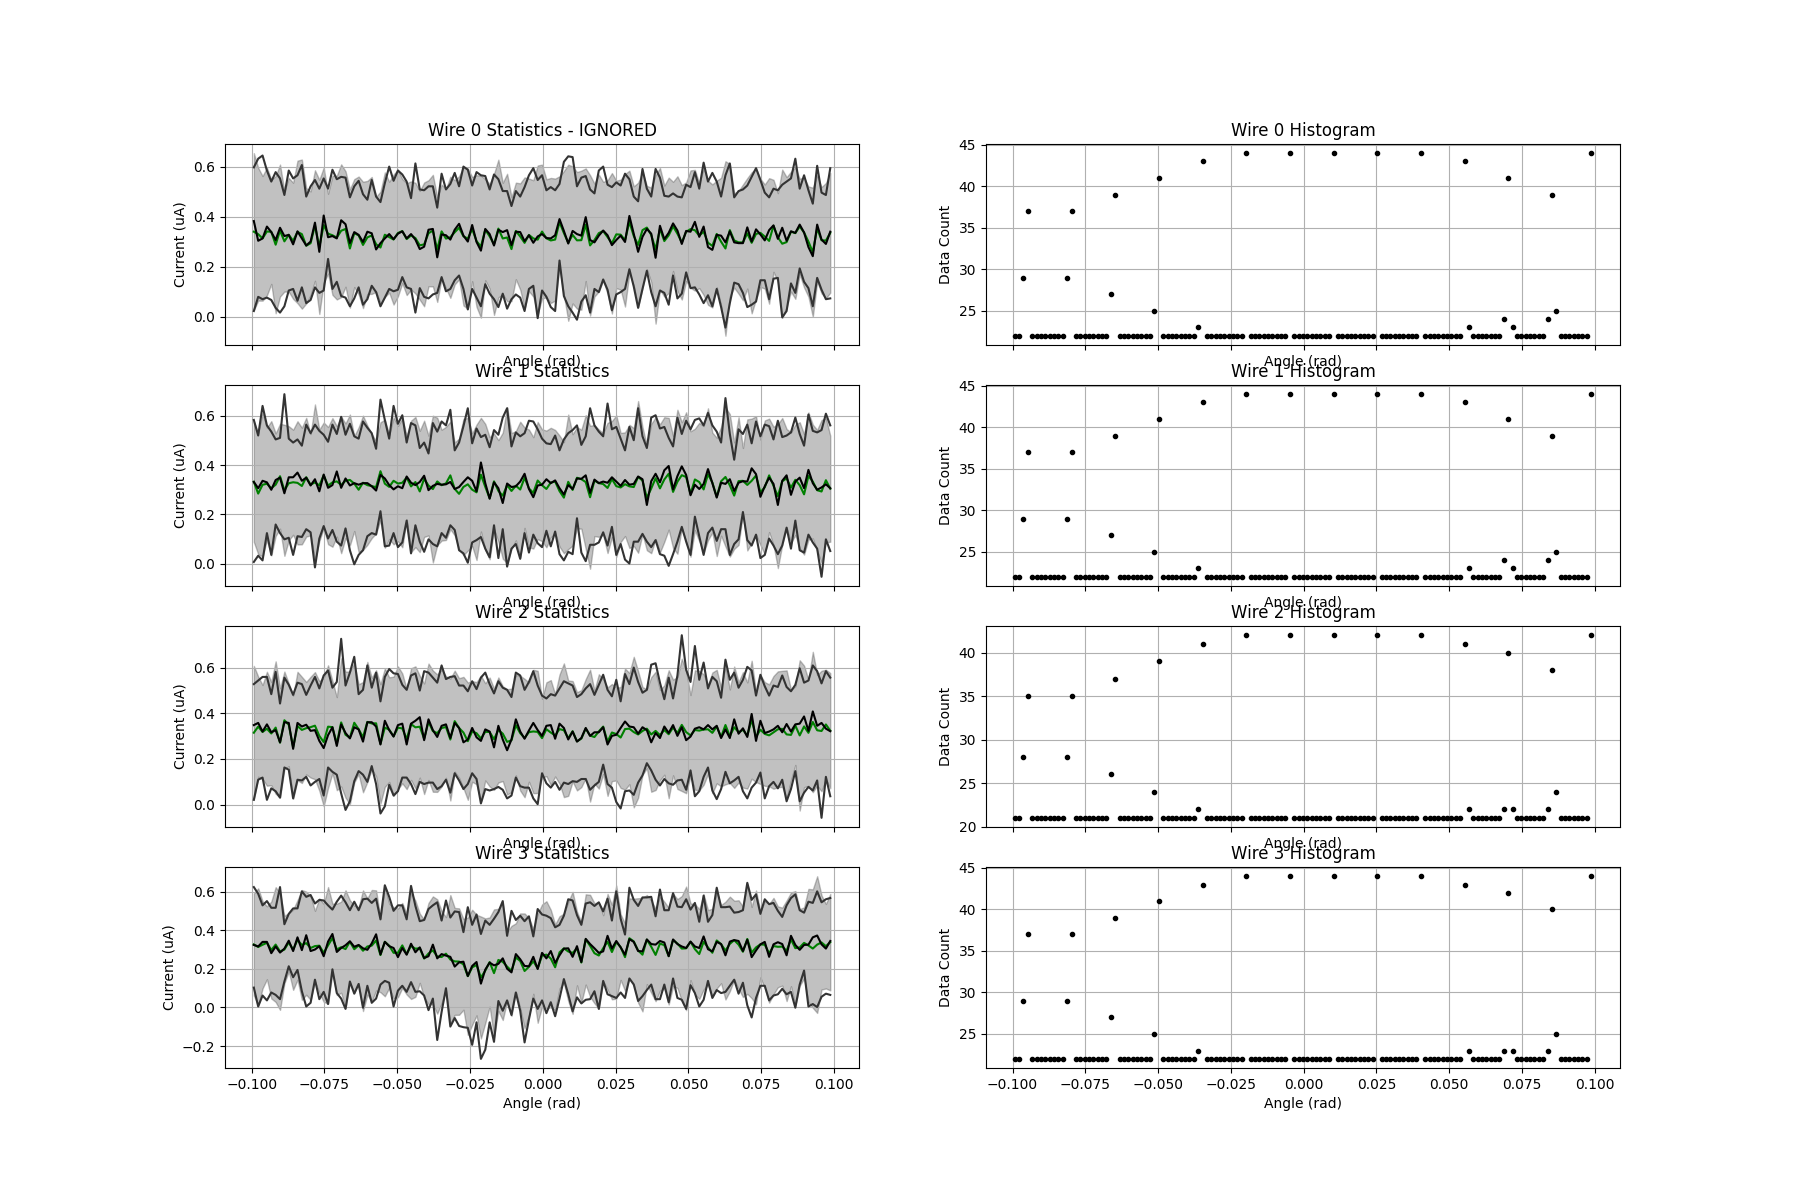 Wire 0 Statistics - IGNORED
Current (uA)
0.6
0.4
0.2
0.0
Angle (rad)
Wire 0 Histogram
Data Count
45
40
35
30
25
Angle (rad)
Wire 1 Statistics
Current (uA)
0.6
0.4
0.2
0.0
Angle (rad)
Wire 1 Histogram
Data Count
45
40
35
30
25
Angle (rad)
Wire 2 Statistics
Current (uA)
0.6
0.4
0.2
0.0
Angle (rad)
Wire 2 Histogram
Data Count
40
35
30
25
20
Angle (rad)
Wire 3 Statistics
Current (uA)
0.6
0.4
0.2
0.0
−0.2
−0.100 −0.075 −0.050 −0.025 0.000 0.025 0.050 0.075 0.100
Angle (rad)
Wire 3 Histogram
Data Count
45
40
35
30
25
−0.100 −0.075 −0.050 −0.025 0.000 0.025 0.050 0.075 0.100
Angle (rad)